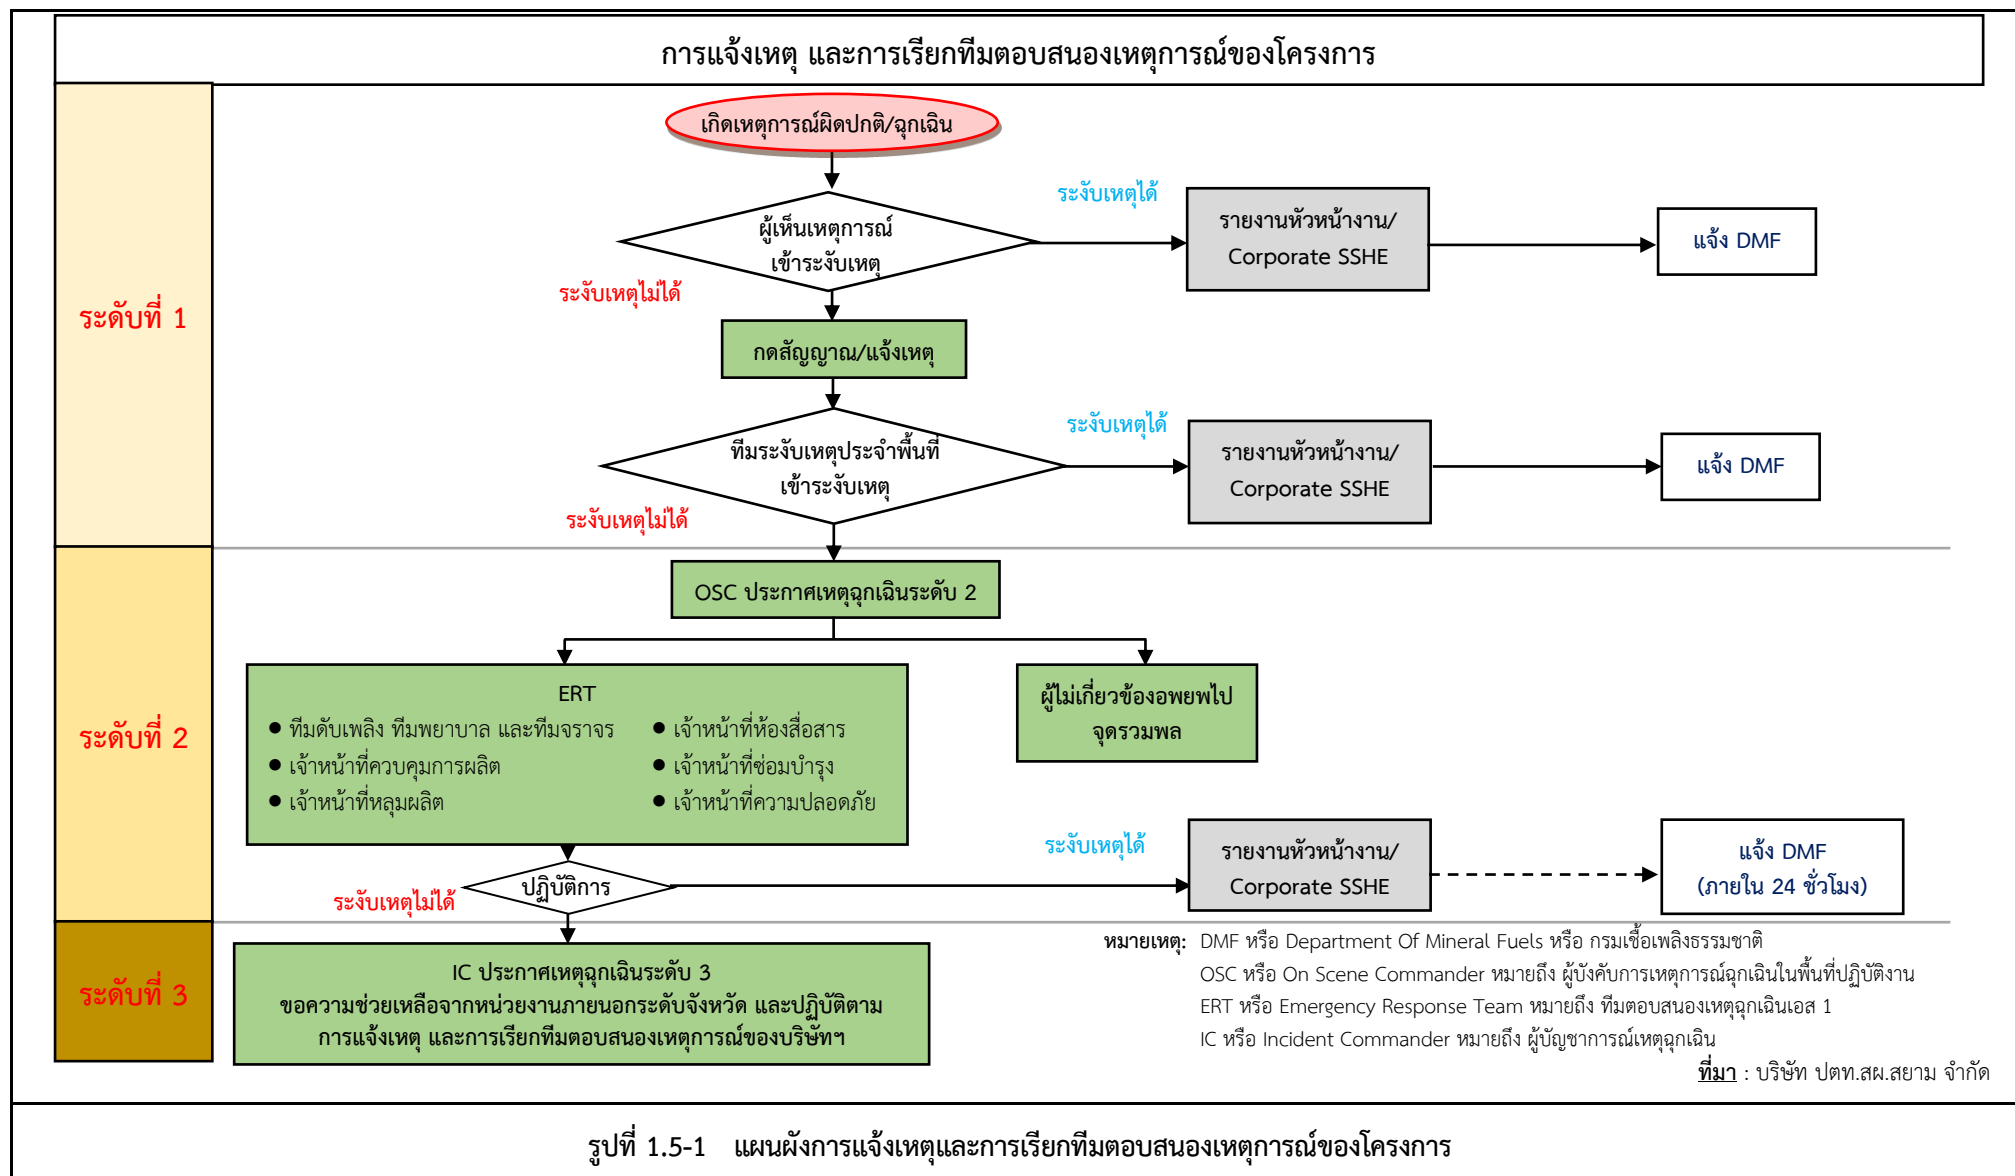 การแจ้งเหตุ และการเรียกทีมตอบสนองเหตุการณ์ของโครงการ
ระดับที่ 1
เกิดเหตุการณ์ผิดปกติ/ฉุกเฉิน
ผู้เห็นเหตุการณ์
เข้าระงับเหตุ
ระงับเหตุได้
รายงานหัวหน้างาน/
Corporate SSHE
แจ้ง DMF
ระงับเหตุไม่ได้
กดสัญญาณ/แจ้งเหตุ
ทีมระงับเหตุประจำพื้นที่
เข้าระงับเหตุ
ระงับเหตุได้
รายงานหัวหน้างาน/
Corporate SSHE
แจ้ง DMF
ระงับเหตุไม่ได้
ระดับที่ 2
OSC ประกาศเหตุฉุกเฉินระดับ 2
ERT
● ทีมดับเพลิง ทีมพยาบาล และทีมจราจร
● เจ้าหน้าที่ควบคุมการผลิต
● เจ้าหน้าที่หลุมผลิต
● เจ้าหน้าที่ห้องสื่อสาร
● เจ้าหน้าที่ซ่อมบำรุง
● เจ้าหน้าที่ความปลอดภัย
ผู้ไม่เกี่ยวข้องอพยพไป
จุดรวมพล
ปฏิบัติการ
ระงับเหตุได้
รายงานหัวหน้างาน/
Corporate SSHE
แจ้ง DMF
(ภายใน 24 ชั่วโมง)
ระงับเหตุไม่ได้
ระดับที่ 3
IC ประกาศเหตุฉุกเฉินระดับ 3
ขอความช่วยเหลือจากหน่วยงานภายนอกระดับจังหวัด และปฏิบัติตาม
การแจ้งเหตุ และการเรียกทีมตอบสนองเหตุการณ์ของบริษัทฯ
หมายเหตุ: DMF หรือ Department Of Mineral Fuels หรือ กรมเชื้อเพลิงธรรมชาติ
OSC หรือ On Scene Commander หมายถึง ผู้บังคับการเหตุการณ์ฉุกเฉินในพื้นที่ปฏิบัติงาน
ERT หรือ Emergency Response Team หมายถึง ทีมตอบสนองเหตุฉุกเฉินเอส 1
IC หรือ Incident Commander หมายถึง ผู้บัญชาการณ์เหตุฉุกเฉิน
ที่มา : บริษัท ปตท.สผ.สยาม จำกัด
รูปที่ 1.5-1 แผนผังการแจ้งเหตุและการเรียกทีมตอบสนองเหตุการณ์ของโครงการ